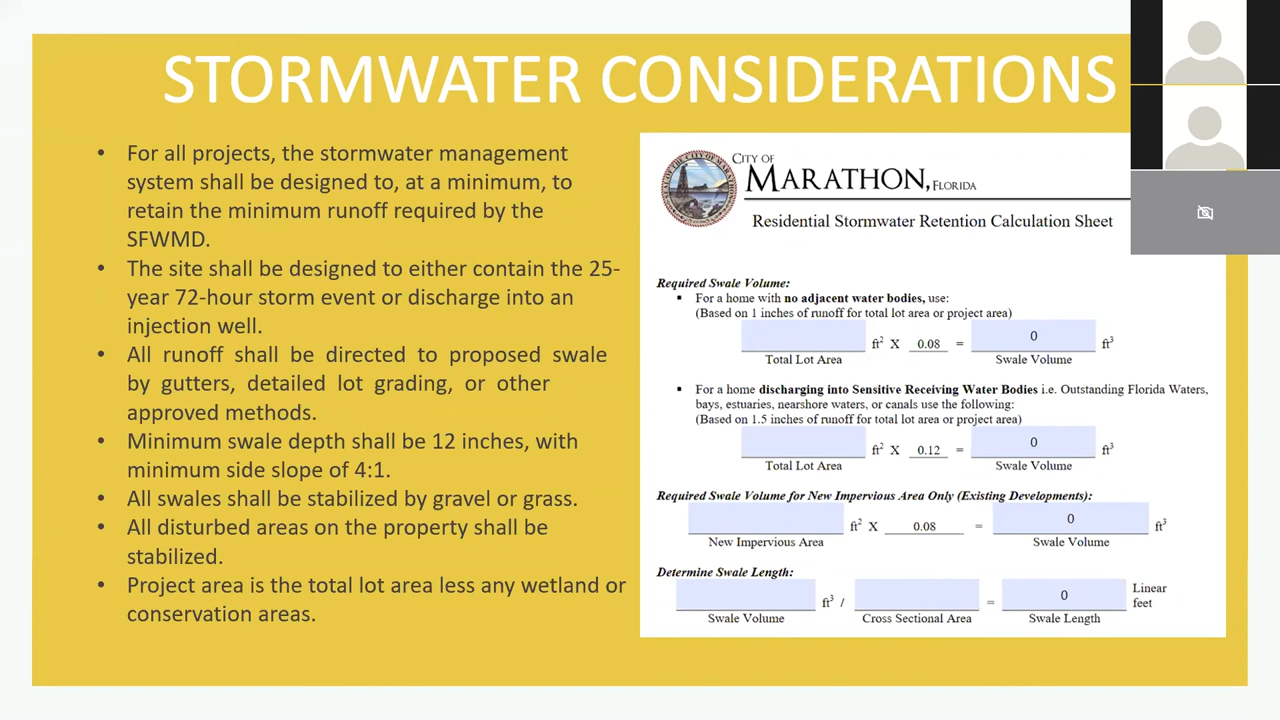 STORMWATER CONSIDERATIONS
• For all projects, the stormwater management
system shall be designed to, at a minimum, to
retain the minimum runoff required by the
SFWMD.
• The site shall be designed to either contain the 25-
year 72-hour storm event or discharge into an
injection well.
• All runoff shall be directed to proposed swale
by gutters, detailed lot grading, or other
approved methods.
• Minimum swale depth shall be 12 inches, with
minimum side slope of 4:1.
• All swales shall be stabilized by gravel or grass.
• All disturbed areas on the property shall be
stabilized.
• Project area is the total lot area less any wetland or
conservation areas.
CITY OF
MARATHON, FLORIDA
Residential Stormwater Retention Calculation Sheet
Required Swale Volume:
▪ For a home with no adjacent water bodies, use:
(Based on 1 inches of runoff for total lot area or project area)
ft² X 0.08 = 0 ft³
Total Lot Area Swale Volume
▪ For a home discharging into Sensitive Receiving Water Bodies i.e. Outstanding Florida Waters,
bays, estuaries, nearshore waters, or canals use the following:
(Based on 1.5 inches of runoff for total lot area or project area)
ft² X 0.12 = 0 ft³
Total Lot Area Swale Volume
Required Swale Volume for New Impervious Area Only (Existing Developments):
ft² X 0.08 = 0 ft³
New Impervious Area Swale Volume
Determine Swale Length:
ft³ / = 0 Linear feet
Swale Volume Cross Sectional Area Swale Length